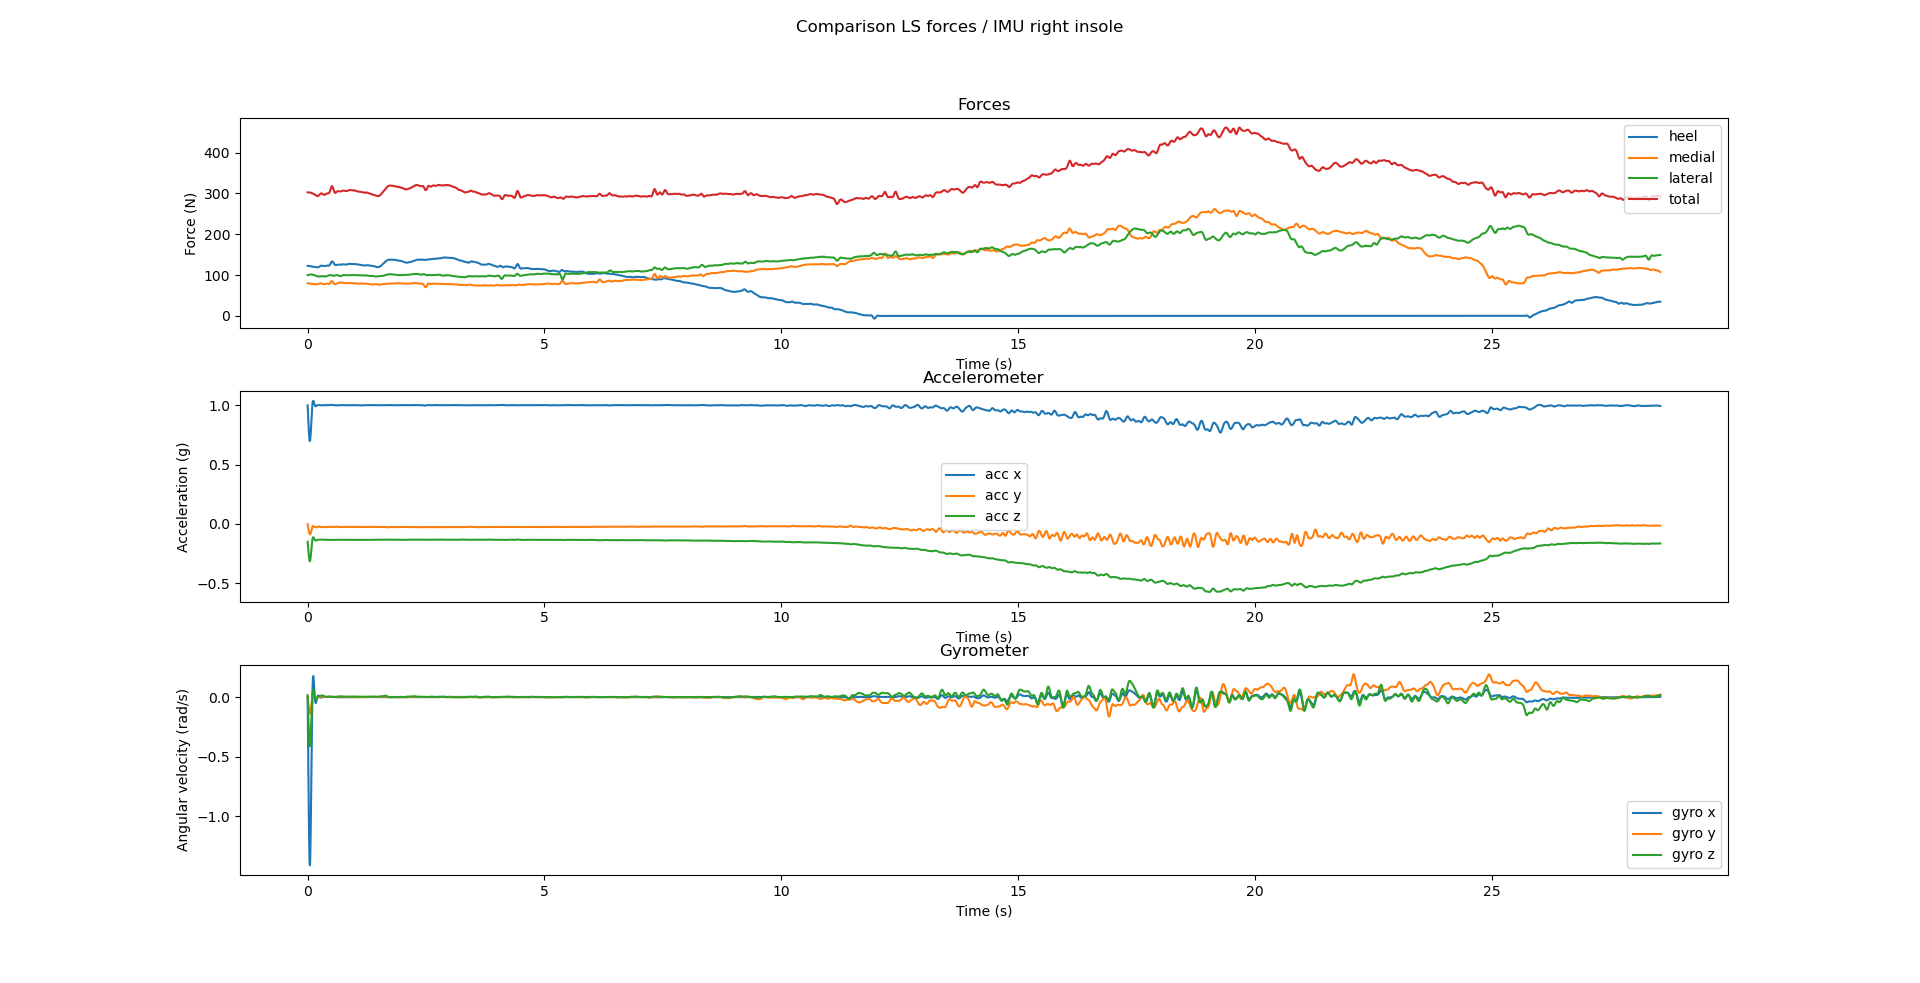 Comparison LS forces / IMU right insole
Forces
Force (N)
400
300
200
100
0
heel
medial
lateral
total
0 5 10 15 20 25
Time (s)
Accelerometer
Acceleration (g)
1.0
0.5
0.0
−0.5
acc x
acc y
acc z
0 5 10 15 20 25
Time (s)
Gyrometer
Angular velocity (rad/s)
0.0
−0.5
−1.0
gyro x
gyro y
gyro z
0 5 10 15 20 25
Time (s)